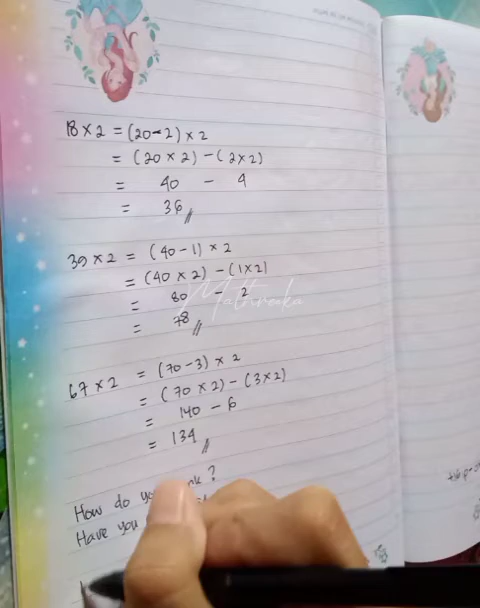 18 × 2 = (20 - 2) × 2
= (20 × 2) - (2 × 2)
= 40 - 4
= 36 //
39 × 2 = (40 - 1) × 2
= (40 × 2) - (1 × 2)
= 80 - 2
= 78 //
Mathreaka
67 × 2 = (70 - 3) × 2
= (70 × 2) - (3 × 2)
= 140 - 6
= 134 //
How do ?
Have you